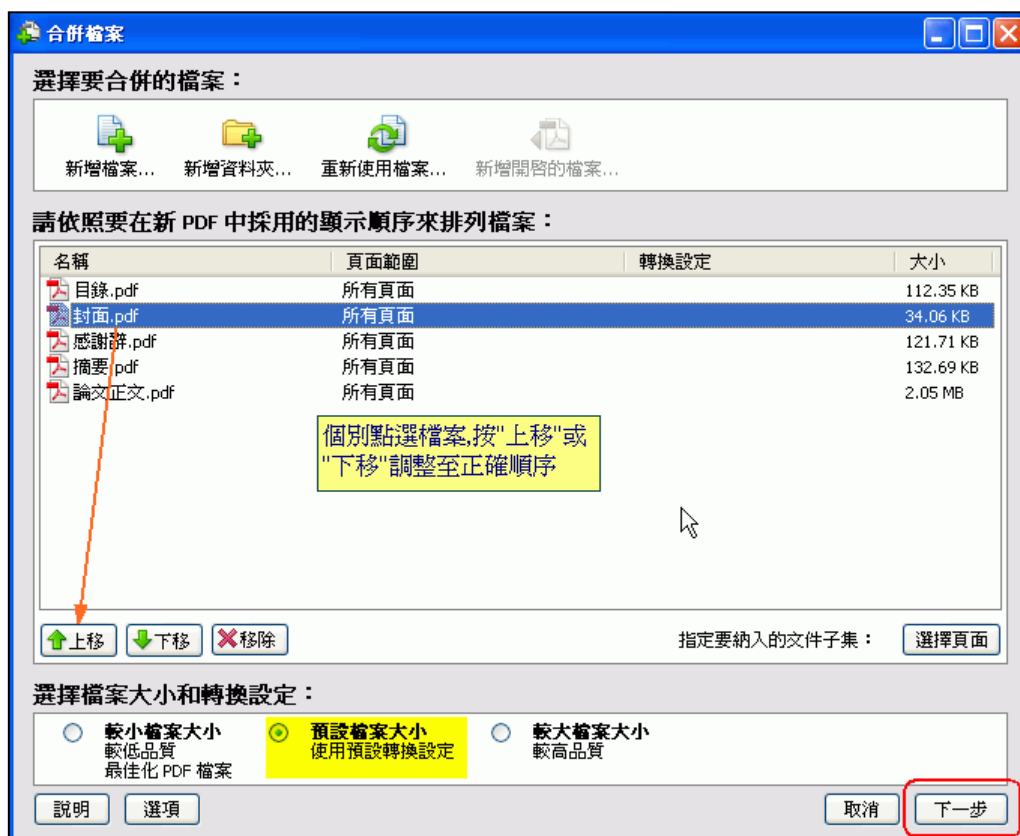 合併檔案
選擇要合併的檔案：
新增檔案... 新增資料夾... 重新使用檔案... 新增開啓的檔案...
請依照要在新 PDF 中採用的顯示順序來排列檔案：
名稱 頁面範圍 轉換設定 大小
目錄.pdf 所有頁面 112.35 KB
封面.pdf 所有頁面 34.06 KB
感謝辭.pdf 所有頁面 121.71 KB
摘要.pdf 所有頁面 132.69 KB
論文正文.pdf 所有頁面 2.05 MB
個別點選檔案,按"上移"或
"下移"調整至正確順序
上移 下移 移除 指定要納入的文件子集： 選擇頁面
選擇檔案大小和轉換設定：
較小檔案大小 預設檔案大小 較大檔案大小
較低品質 使用預設轉換設定 較高品質
最佳化 PDF 檔案
說明 選項 取消 下一步